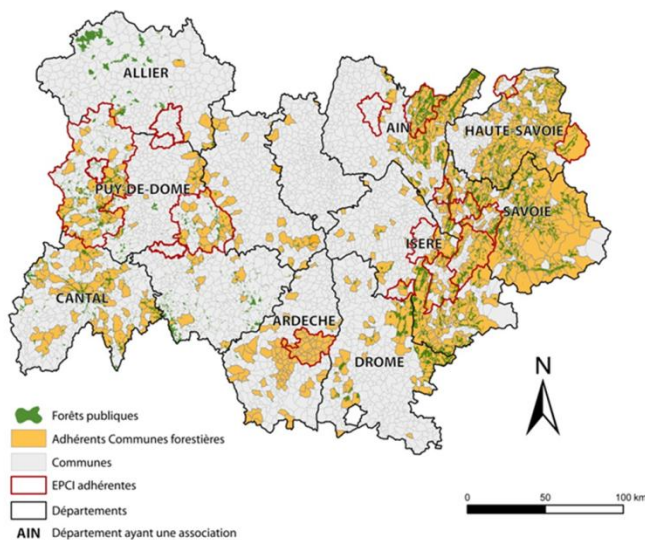 ALLIER
AIN
HAUTE-SAVOIE
PUY-DE-DOME
SAVOIE
ISERE
CANTAL
ARDECHE
DROME
N
Forêts publiques
Adhérents Communes forestières
Communes
EPCI adhérentes
Départements
AIN Département ayant une association
0 50 100 km